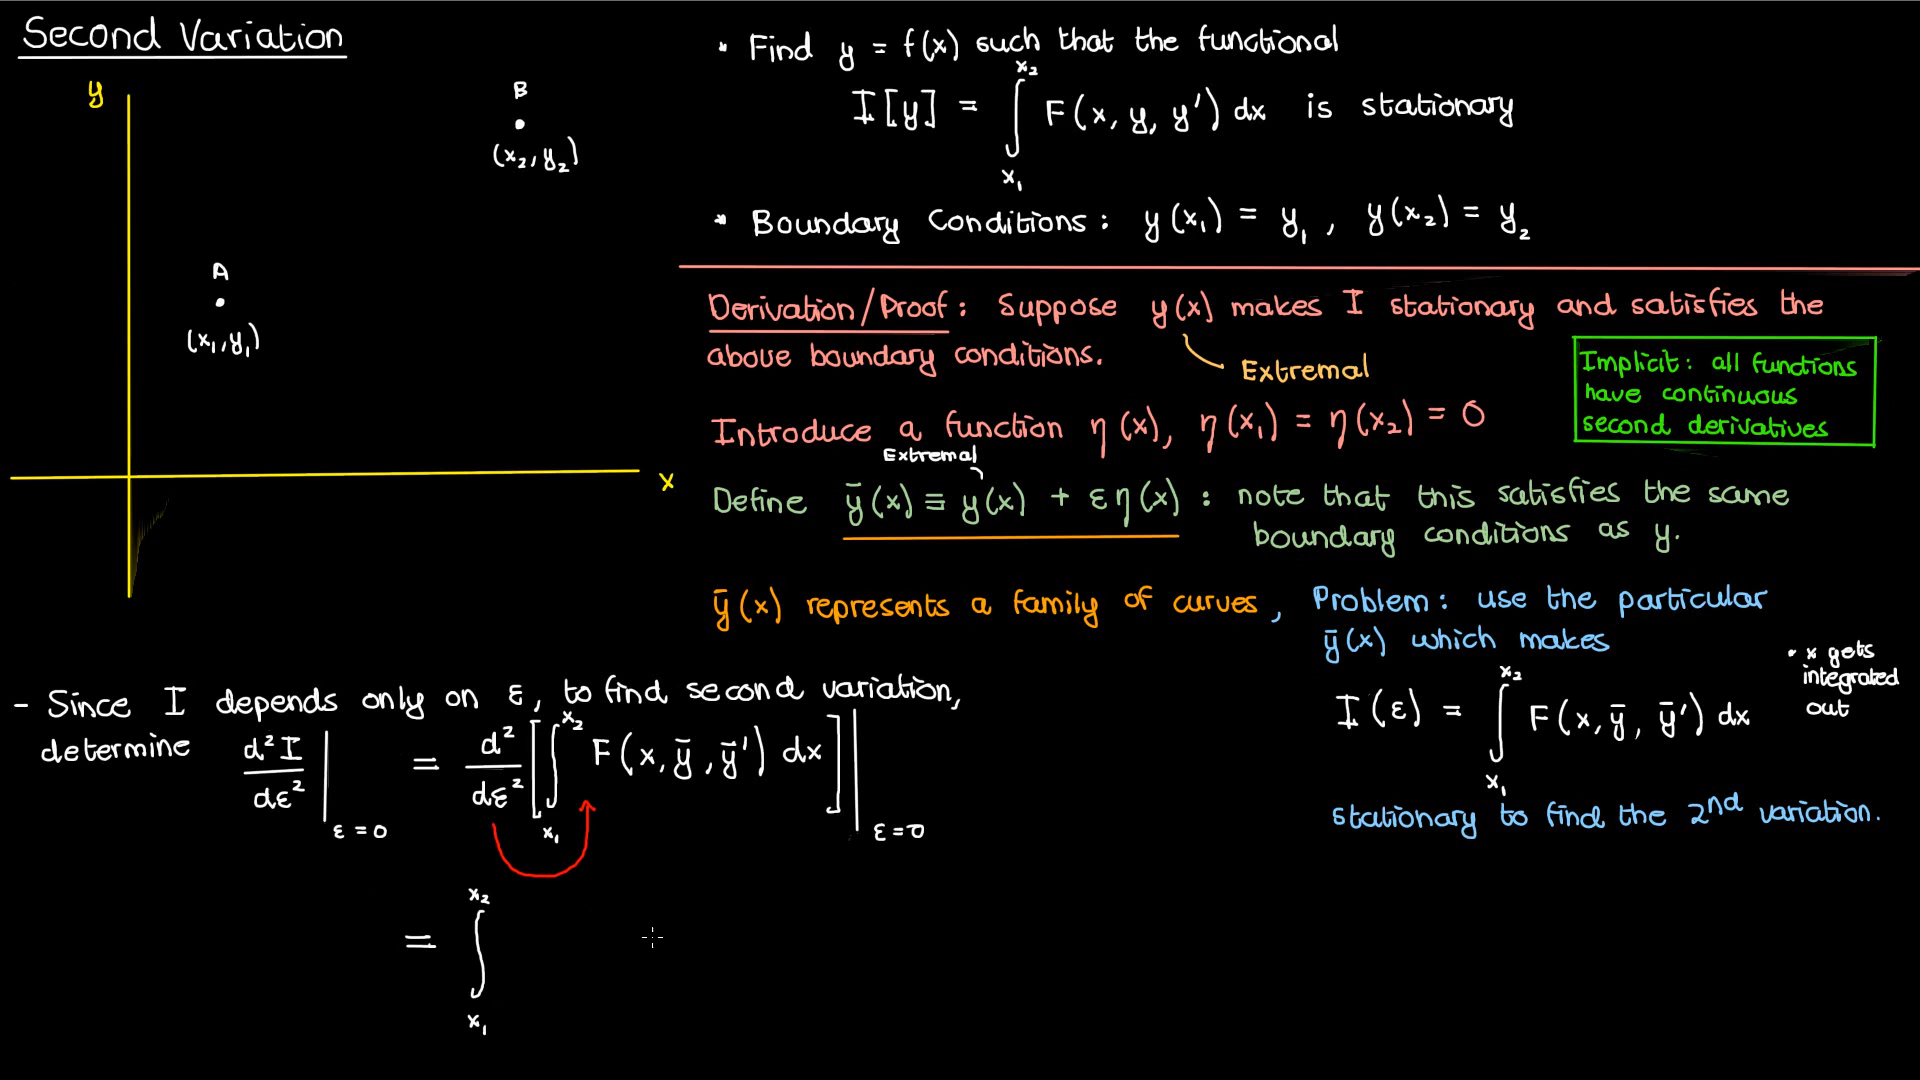 Second Variation
y
B
(x₂, y₂)
A
(x₁, y₁)
x
• Find y = f(x) such that the functional
I[y] = ∫_{x₁}^{x₂} F(x, y, y′) dx is stationary
* Boundary Conditions: y(x₁) = y₁, y(x₂) = y₂
Derivation/Proof: Suppose y(x) makes I stationary and satisfies the
above boundary conditions.
Extremal
Implicit: all functions
have continuous
second derivatives
Introduce a function η(x), η(x₁) = η(x₂) = 0
Extremal
Define ȳ(x) ≡ y(x) + εη(x) : note that this satisfies the same
boundary conditions as y.
ȳ(x) represents a family of curves, Problem: use the particular
ȳ(x) which makes
• x gets
integrated
out
I(ε) = ∫_{x₁}^{x₂} F(x, ȳ, ȳ′) dx
stationary to find the 2nd variation.
- Since I depends only on ε, to find second variation,
determine d²I/dε² |_{ε=0} = d²/dε² [∫_{x₁}^{x₂} F(x, ȳ, ȳ′) dx] |_{ε=0}
= ∫_{x₁}^{x₂}